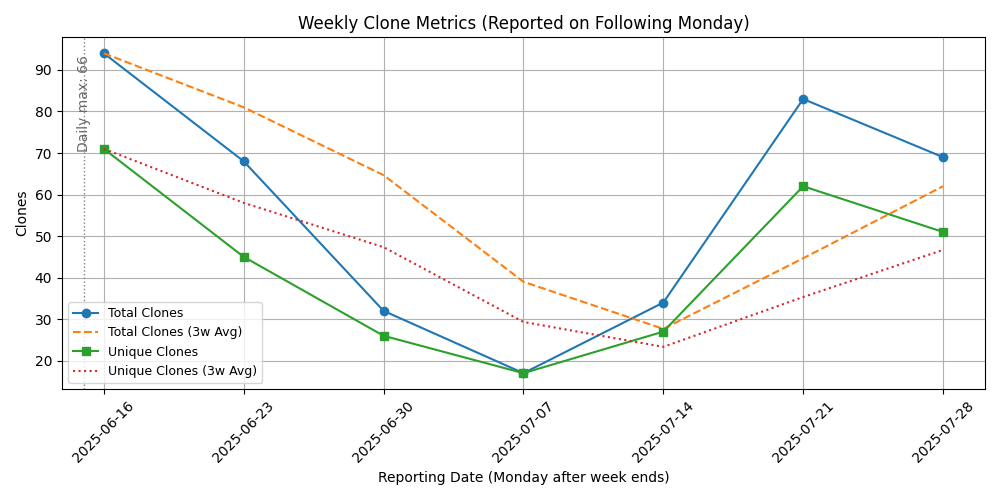 Weekly Clone Metrics (Reported on Following Monday)
Daily max: 66
Clones
90
80
70
60
50
40
30
20
Total Clones
Total Clones (3w Avg)
Unique Clones
Unique Clones (3w Avg)
2025-06-16
2025-06-23
2025-06-30
2025-07-07
2025-07-14
2025-07-21
2025-07-28
Reporting Date (Monday after week ends)